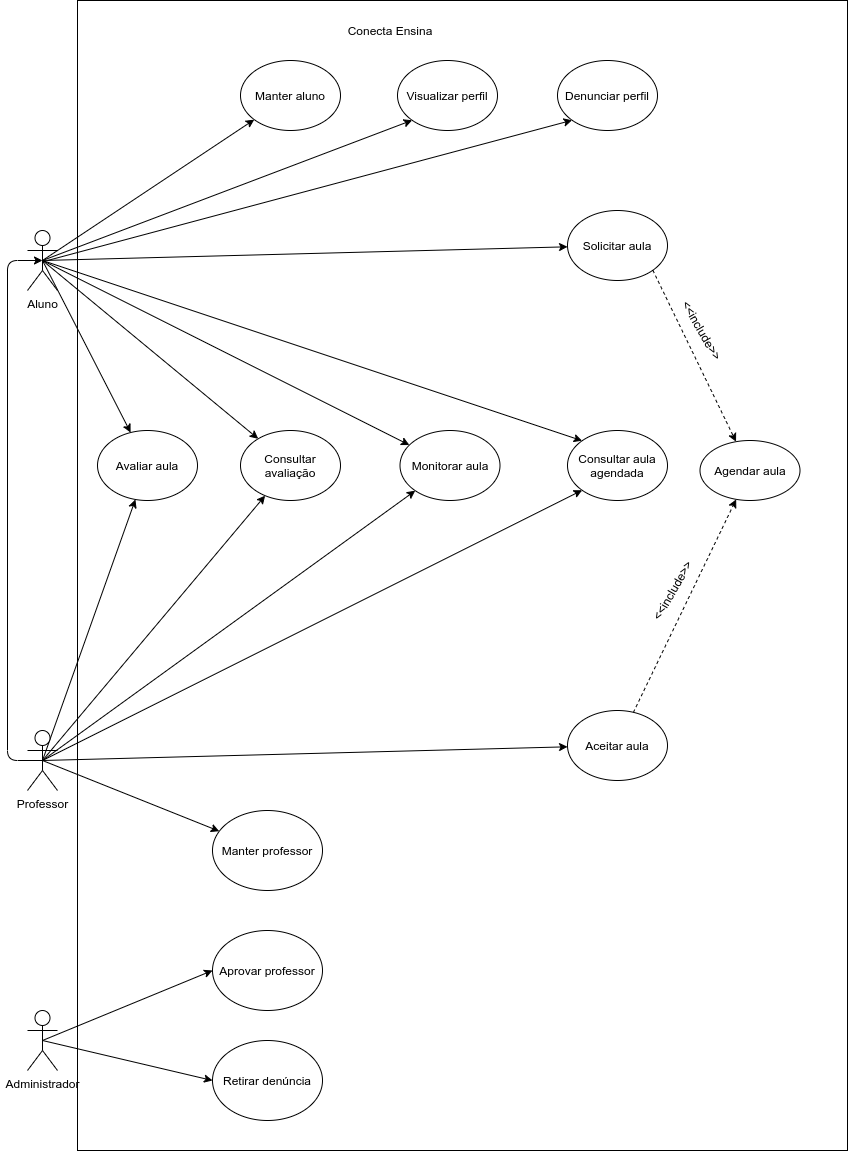 Conecta Ensina
Manter aluno
Visualizar perfil
Denunciar perfil
Solicitar aula
Aluno
<<include>>
Avaliar aula
Consultar
avaliação
Monitorar aula
Consultar aula
agendada
Agendar aula
<<include>>
Aceitar aula
Professor
Manter professor
Aprovar professor
Administrador
Retirar denúncia